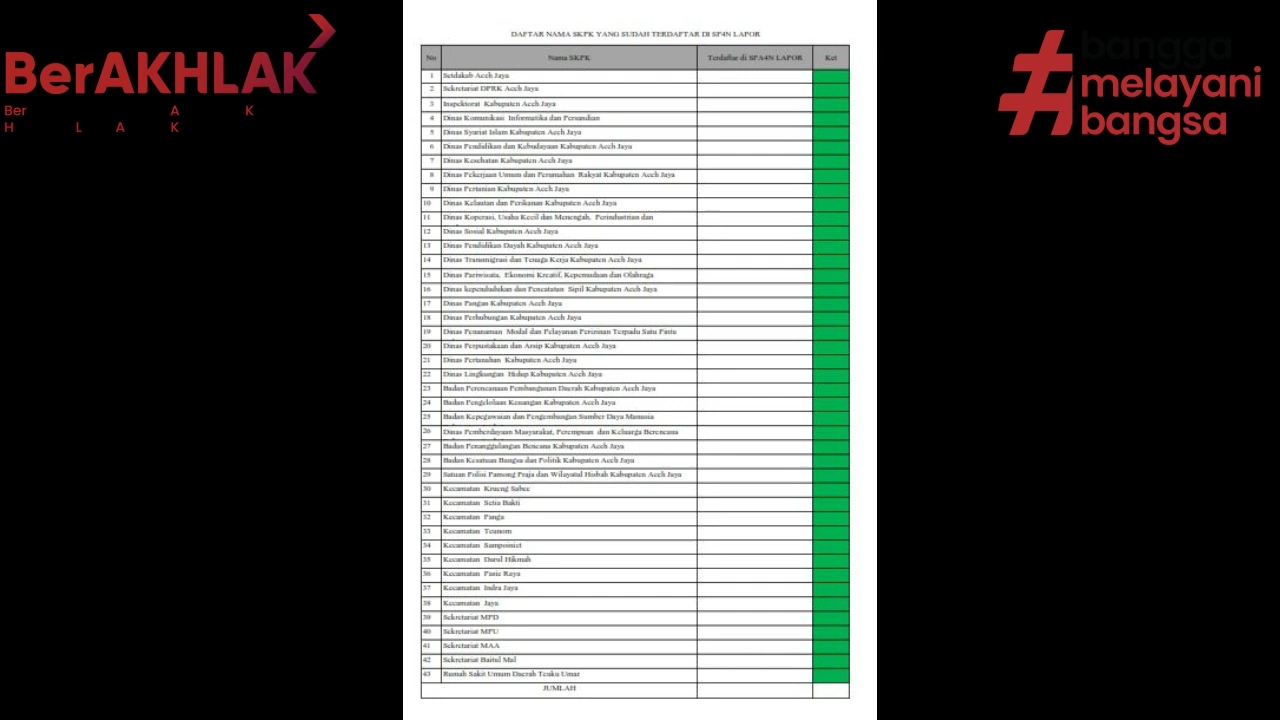 BerAKHLAK
Ber A K
H L A K
# bangga
melayani
bangsa
DAFTAR NAMA SKPK YANG SUDAH TERDAFTAR DI SP4N LAPOR
No Nama SKPK Terdaftar di SPA4N LAPOR Ket
1 Setdakab Aceh Jaya
2 Sekretariat DPRK Aceh Jaya
3 Inspektorat Kabupaten Aceh Jaya
4 Dinas Komunikasi Informatika dan Persandian
5 Dinas Syariat Islam Kabupaten Aceh Jaya
6 Dinas Pendidikan dan Kebudayaan Kabupaten Aceh Jaya
7 Dinas Kesehatan Kabupaten Aceh Jaya
8 Dinas Pekerjaan Umum dan Perumahan Rakyat Kabupaten Aceh Jaya
9 Dinas Pertanian Kabupaten Aceh Jaya
10 Dinas Kelautan dan Perikanan Kabupaten Aceh Jaya
11 Dinas Koperasi, Usaha Kecil dan Menengah, Perindustrian dan
12 Dinas Sosial Kabupaten Aceh Jaya
13 Dinas Pendidikan Dayah Kabupaten Aceh Jaya
14 Dinas Transmigrasi dan Tenaga Kerja Kabupaten Aceh Jaya
15 Dinas Pariwisata, Ekonomi Kreatif, Kepemudaan dan Olahraga
16 Dinas kependudukan dan Pencatatan Sipil Kabupaten Aceh Jaya
17 Dinas Pangan Kabupaten Aceh Jaya
18 Dinas Perhubungan Kabupaten Aceh Jaya
19 Dinas Penanaman Modal dan Pelayanan Perizinan Terpadu Satu Pintu
20 Dinas Perpustakaan dan Arsip Kabupaten Aceh Jaya
21 Dinas Pertanahan Kabupaten Aceh Jaya
22 Dinas Lingkungan Hidup Kabupaten Aceh Jaya
23 Badan Perencanaan Pembangunan Daerah Kabupaten Aceh Jaya
24 Badan Pengelolaan Keuangan Kabupaten Aceh Jaya
25 Badan Kepegawaian dan Pengembangan Sumber Daya Manusia
26 Dinas Pemberdayaan Masyarakat, Perempuan dan Keluarga Berencana
27 Badan Penanggulangan Bencana Kabupaten Aceh Jaya
28 Badan Kesatuan Bangsa dan Politik Kabupaten Aceh Jaya
29 Satuan Polisi Pamong Praja dan Wilayatul Hisbah Kabupaten Aceh Jaya
30 Kecamatan Krueng Sabee
31 Kecamatan Setia Bakti
32 Kecamatan Panga
33 Kecamatan Teunom
34 Kecamatan Sampoiniet
35 Kecamatan Darul Hikmah
36 Kecamatan Pasie Raya
37 Kecamatan Indra Jaya
38 Kecamatan Jaya
39 Sekretariat MPD
40 Sekretariat MPU
41 Sekretariat MAA
42 Sekretariat Baitul Mal
43 Rumah Sakit Umum Daerah Teuku Umar
JUMLAH